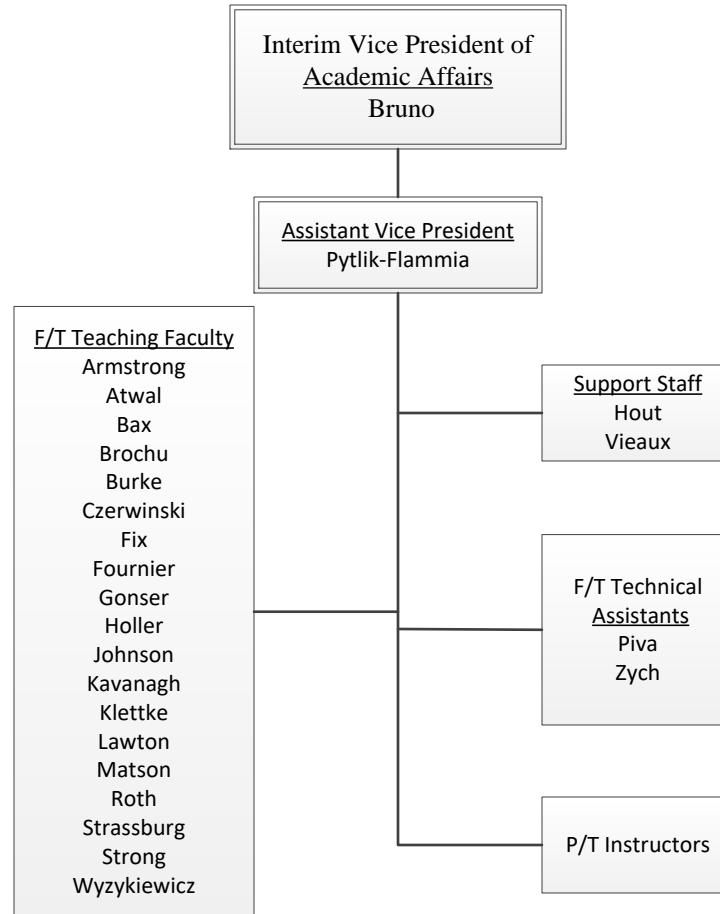 Interim Vice President of
Academic Affairs
Bruno
Assistant Vice President
Pytlik-Flammia
F/T Teaching Faculty
Armstrong
Atwal
Bax
Brochu
Burke
Czerwinski
Fix
Fournier
Gonser
Holler
Johnson
Kavanagh
Klettke
Lawton
Matson
Roth
Strassburg
Strong
Wyzykiewicz
Support Staff
Hout
Vieaux
F/T Technical
Assistants
Piva
Zych
P/T Instructors